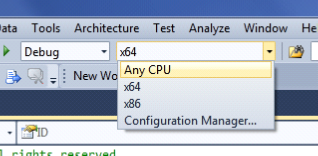 Data Tools Architecture Test Analyze Window He
Debug x64
Any CPU
New Wo x64
x86
Configuration Manager...
ID
l rights reserved